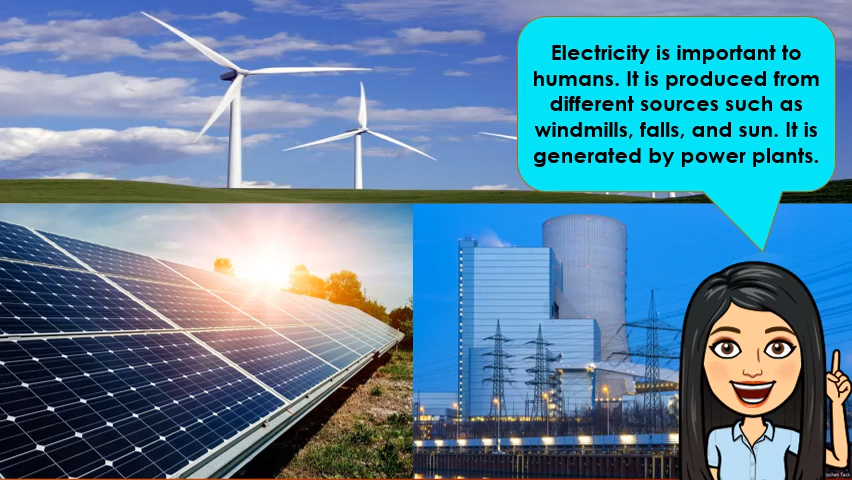 Electricity is important to
humans. It is produced from
different sources such as
windmills, falls, and sun. It is
generated by power plants.